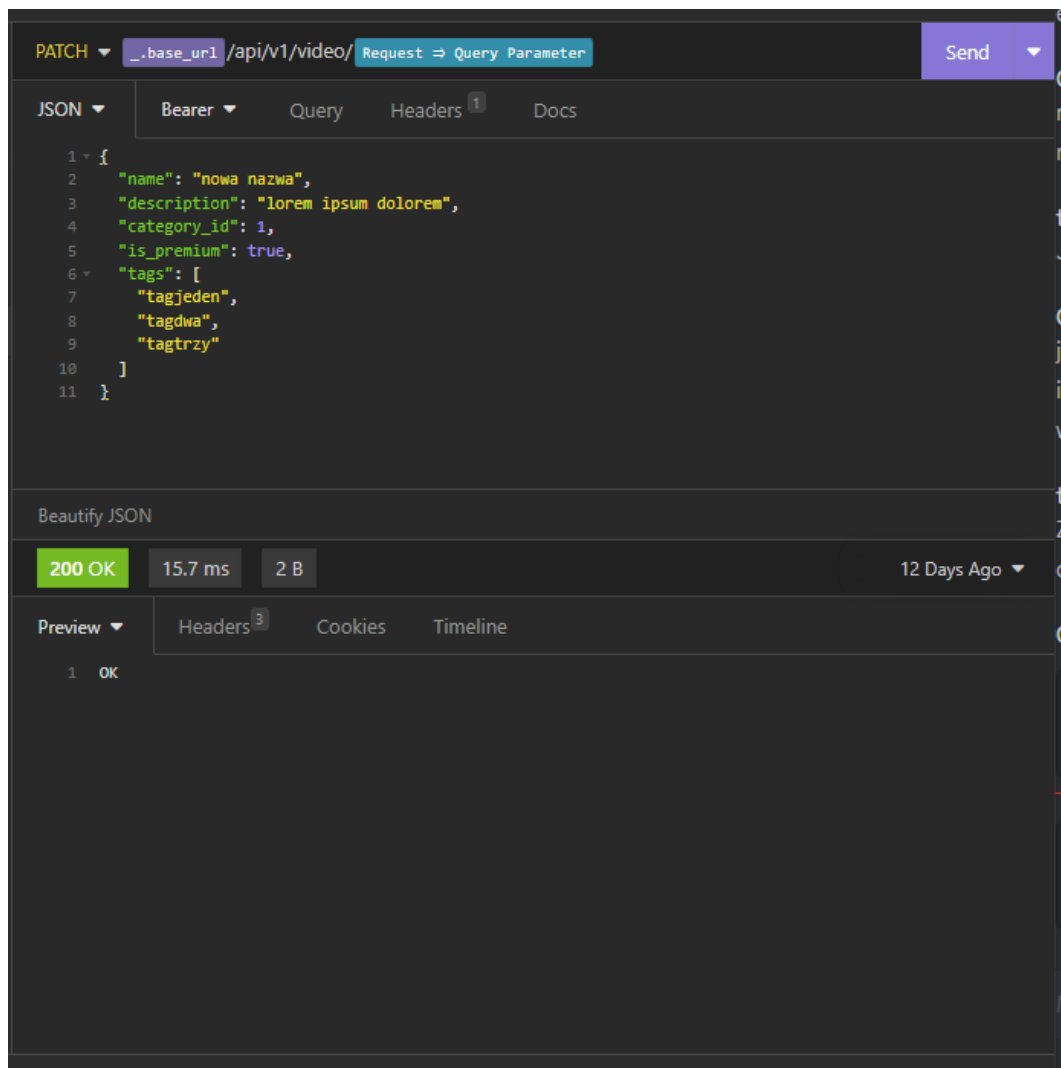 PATCH _.base_url /api/v1/video/ Request ⇒ Query Parameter Send
JSON Bearer Query Headers 1 Docs
1 {
2 "name": "nowa nazwa",
3 "description": "lorem ipsum dolorem",
4 "category_id": 1,
5 "is_premium": true,
6 "tags": [
7 "tagjeden",
8 "tagdwa",
9 "tagtrzy"
10 ]
11 }
Beautify JSON
200 OK 15.7 ms 2 B 12 Days Ago
Preview Headers 3 Cookies Timeline
1 OK